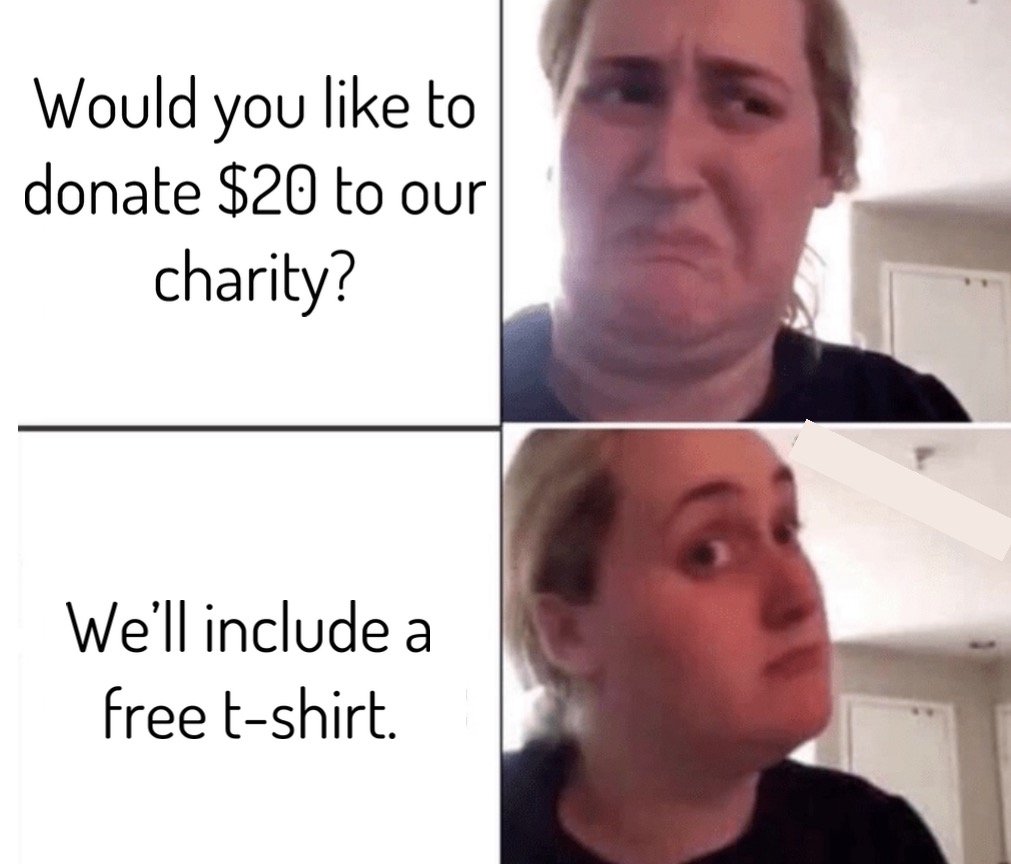 Would you like to
donate $20 to our
charity?
We'll include a
free t-shirt.